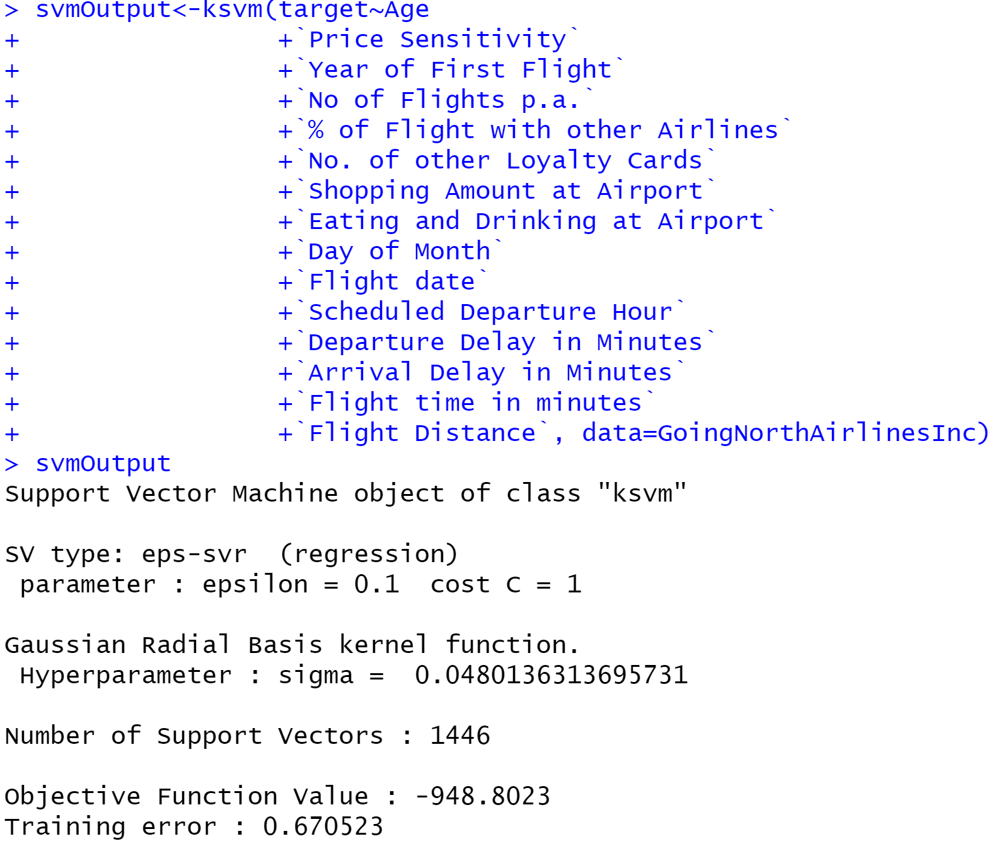 > svmOutput<-ksvm(target~Age
+                  +`Price Sensitivity`
+                  +`Year of First Flight`
+                  +`No of Flights p.a.`
+                  +`% of Flight with other Airlines`
+                  +`No. of other Loyalty Cards`
+                  +`Shopping Amount at Airport`
+                  +`Eating and Drinking at Airport`
+                  +`Day of Month`
+                  +`Flight date`
+                  +`Scheduled Departure Hour`
+                  +`Departure Delay in Minutes`
+                  +`Arrival Delay in Minutes`
+                  +`Flight time in minutes`
+                  +`Flight Distance`, data=GoingNorthAirlinesInc)
> svmOutput
Support Vector Machine object of class "ksvm"

SV type: eps-svr  (regression)
 parameter : epsilon = 0.1  cost C = 1

Gaussian Radial Basis kernel function.
 Hyperparameter : sigma =  0.0480136313695731

Number of Support Vectors : 1446

Objective Function Value : -948.8023
Training error : 0.670523